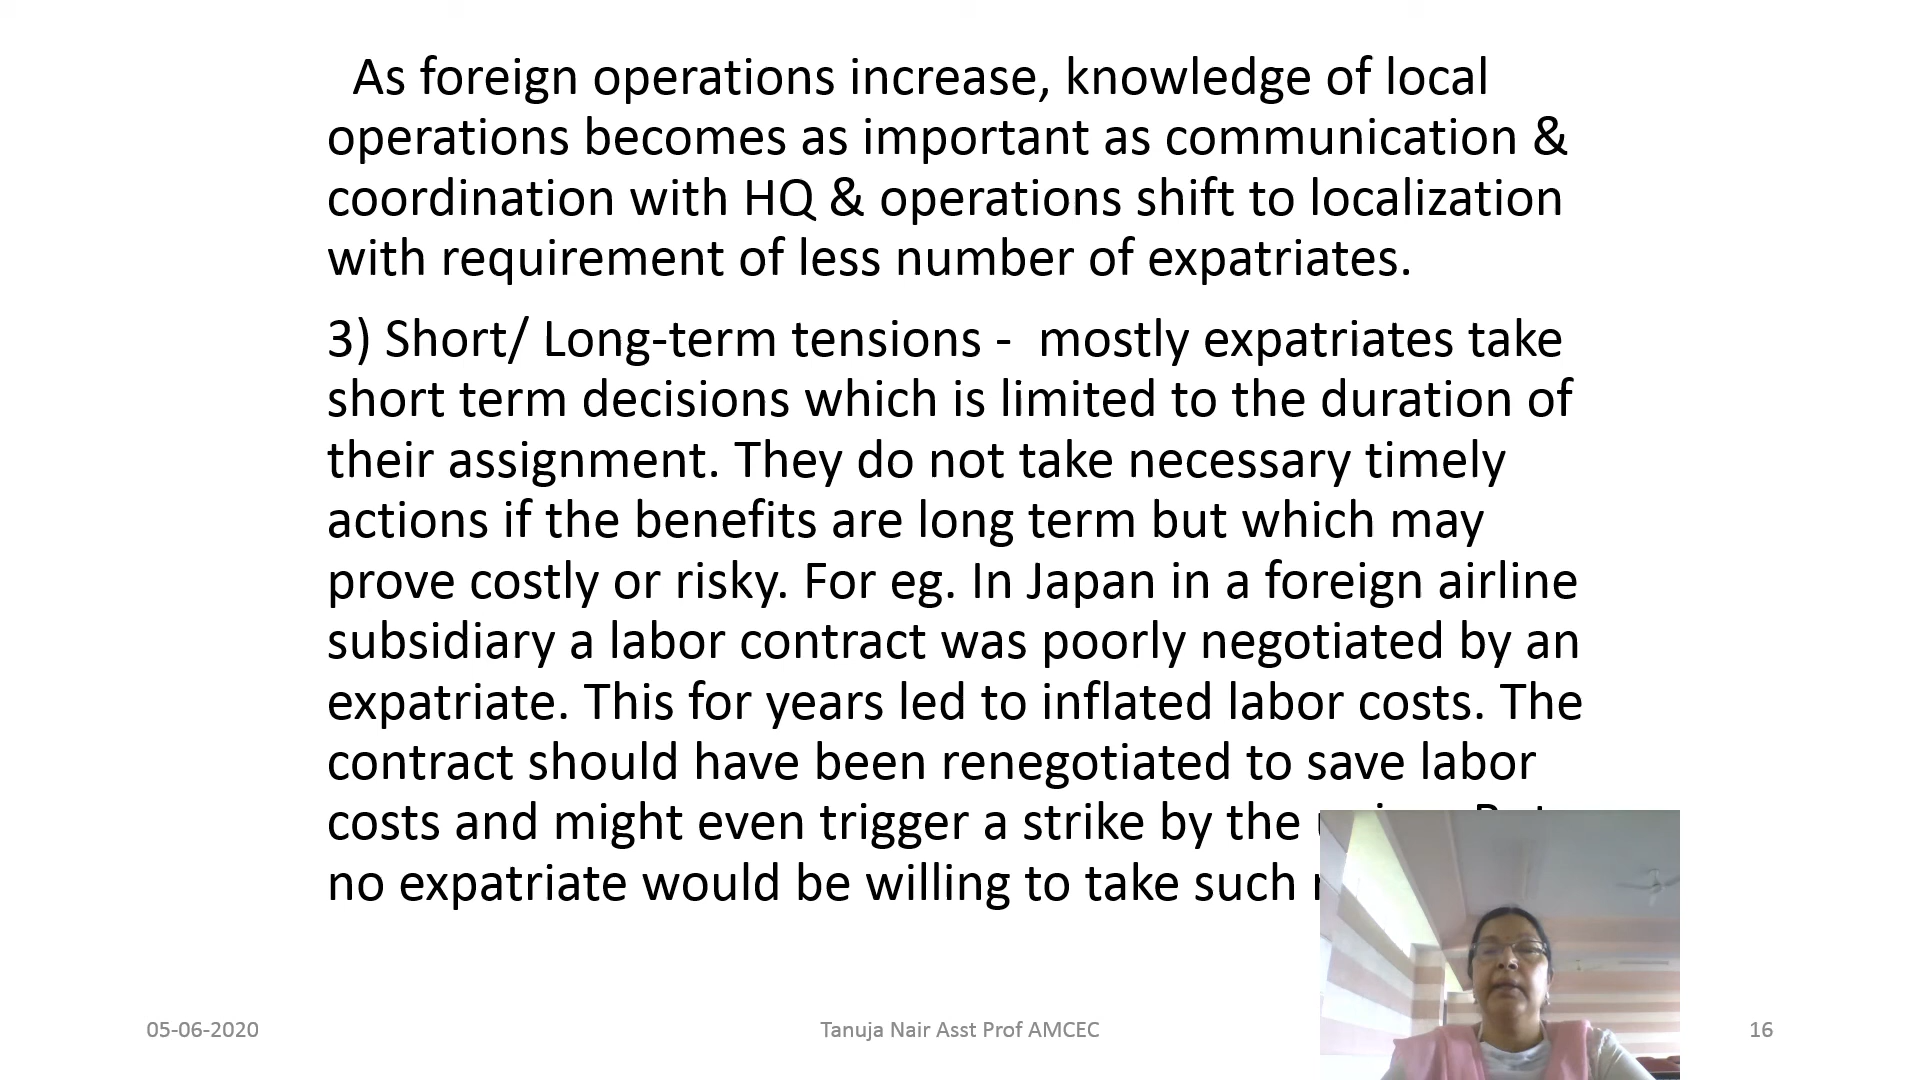 As foreign operations increase, knowledge of local
operations becomes as important as communication &
coordination with HQ & operations shift to localization
with requirement of less number of expatriates.
3) Short/ Long-term tensions -  mostly expatriates take
short term decisions which is limited to the duration of
their assignment. They do not take necessary timely
actions if the benefits are long term but which may
prove costly or risky. For eg. In Japan in a foreign airline
subsidiary a labor contract was poorly negotiated by an
expatriate. This for years led to inflated labor costs. The
contract should have been renegotiated to save labor
costs and might even trigger a strike by the
no expatriate would be willing to take such
05-06-2020
Tanuja Nair Asst Prof AMCEC
16